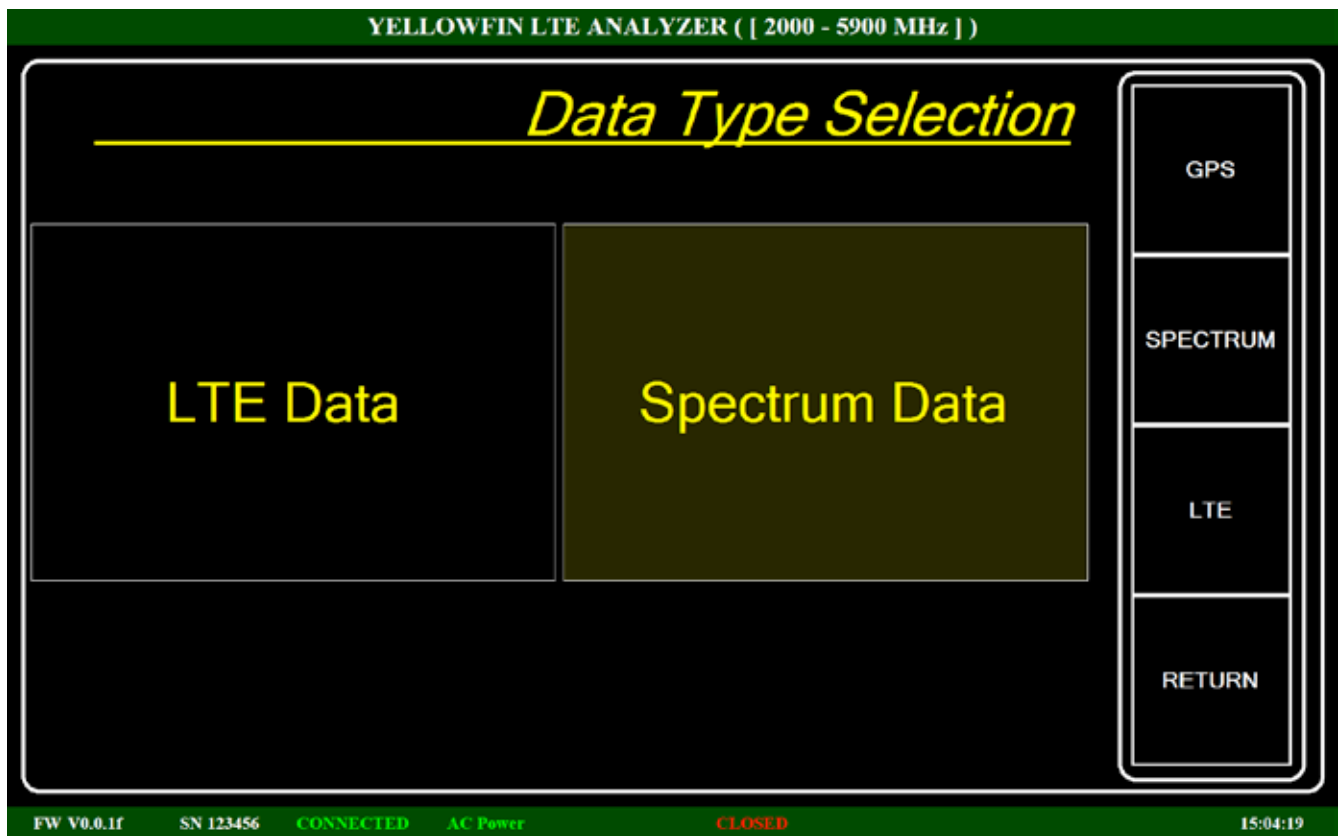 YELLOWFIN LTE ANALYZER ( [ 2000 - 5900 MHz ] )
Data Type Selection
LTE Data
Spectrum Data
GPS
SPECTRUM
LTE
RETURN
FW V0.0.1f SN 123456 CONNECTED AC Power CLOSED 15:04:19